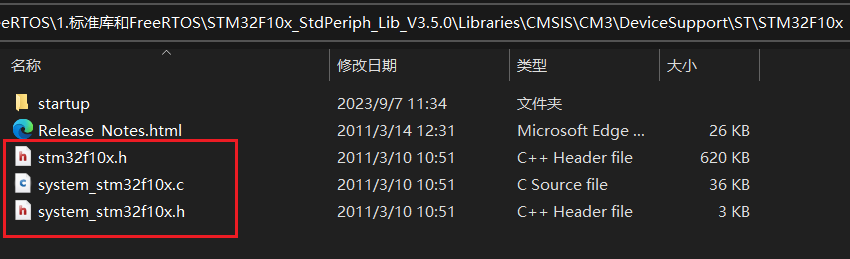 eRTOS\1.标准库和FreeRTOS\STM32F10x_StdPeriph_Lib_V3.5.0\Libraries\CMSIS\CM3\DeviceSupport\ST\STM32F10x
名称 修改日期 类型 大小
startup 2023/9/7 11:34 文件夹
Release_Notes.html 2011/3/14 12:31 Microsoft Edge ... 26 KB
stm32f10x.h 2011/3/10 10:51 C++ Header file 620 KB
system_stm32f10x.c 2011/3/10 10:51 C Source file 36 KB
system_stm32f10x.h 2011/3/10 10:51 C++ Header file 3 KB